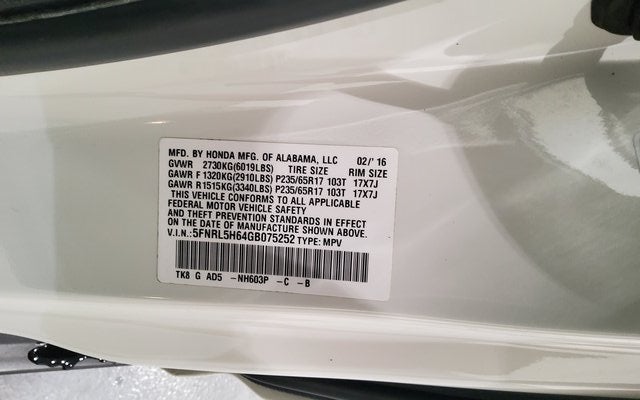 MFD. BY HONDA MFG. OF ALABAMA, LLC 02/'16
GVWR 2730KG(6019LBS) TIRE SIZE RIM SIZE
GAWR F 1320KG(2910LBS) P235/65R17 103T 17X7J
GAWR R 1515KG(3340LBS) P235/65R17 103T 17X7J
THIS VEHICLE CONFORMS TO ALL APPLICABLE
FEDERAL MOTOR VEHICLE SAFETY
AND THEFT PREVENTION STANDARDS IN EFFECT
ON THE DATE OF MANUFACTURE SHOWN ABOVE.
V.I.N.:5FNRL5H64GB075252 TYPE: MPV
TK8 G AD5 -NH603P -C -B